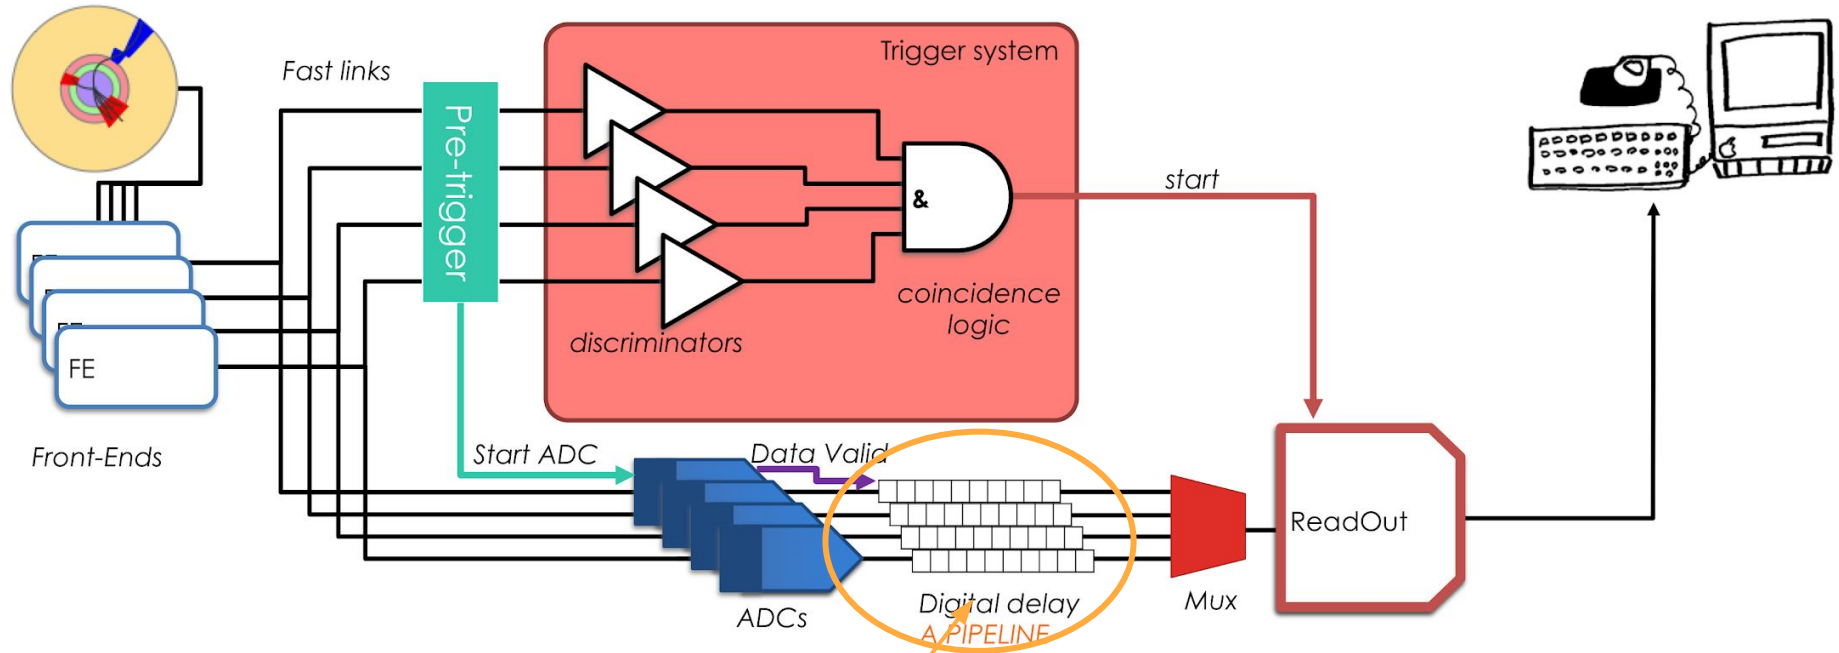 Trigger system
Fast links
Pre-trigger
&
start
coincidence
logic
discriminators
FE
Front-Ends
Start ADC
Data Valid
ReadOut
Digital delay
A PIPELINE
Mux
ADCs